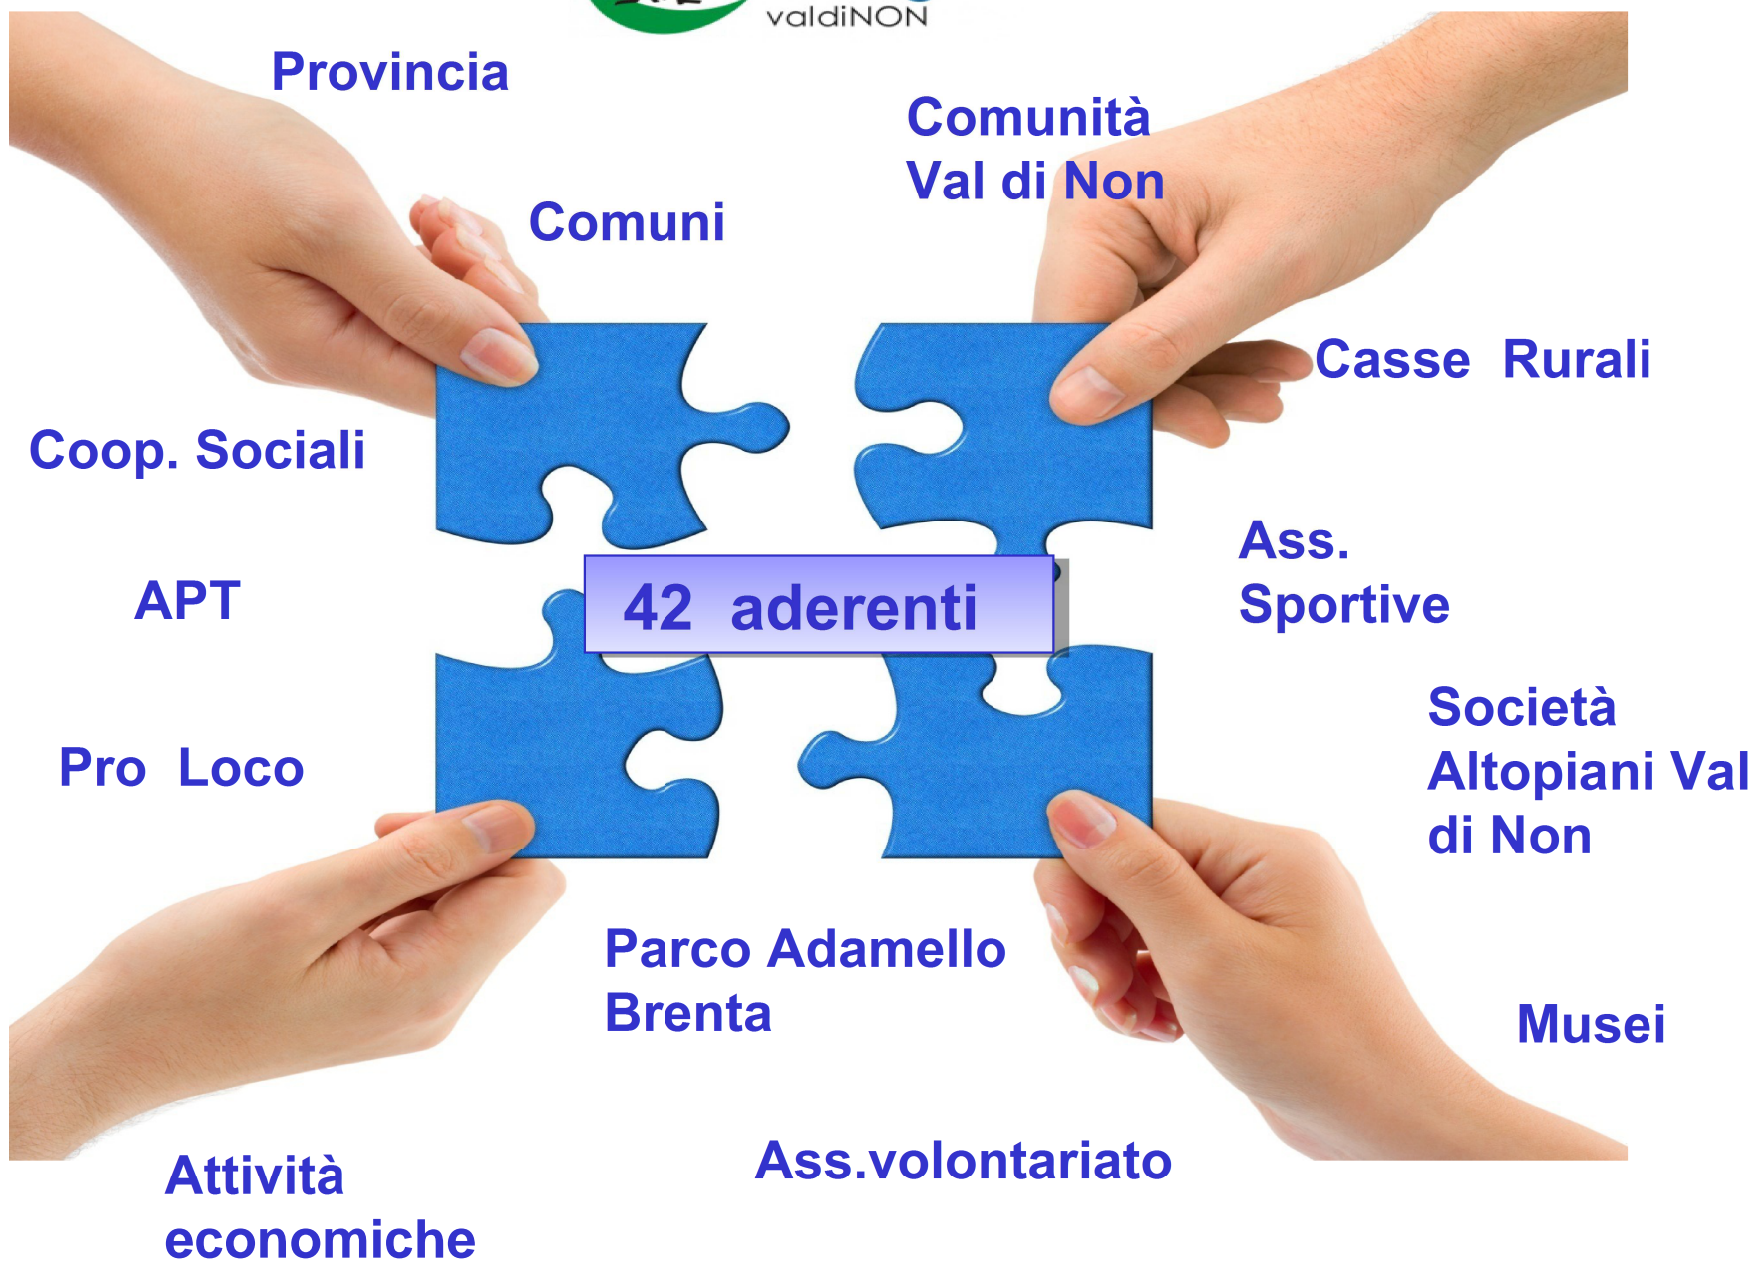 valdiNON
Provincia
Comunità
Val di Non
Comuni
Casse Rurali
Coop. Sociali
Ass.
Sportive
APT
42 aderenti
Società
Altopiani Val
di Non
Pro Loco
Parco Adamello
Brenta
Musei
Ass.volontariato
Attività
economiche